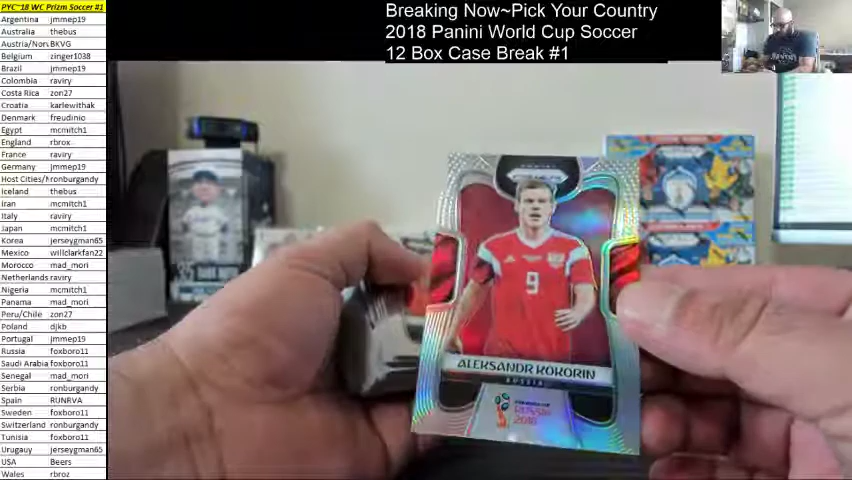 PYC~18 WC Prizm Soccer #1
Argentina jmmep19
Australia thebus
Austria/Nor BKVG
Belgium zinger1038
Brazil jmmep19
Colombia raviry
Costa Rica zon27
Croatia karlewithak
Denmark freudinio
Egypt mcmitch1
England rbrox
France raviry
Germany jmmep19
Host Cities/N ronburgandy
Iceland thebus
Iran mcmitch1
Italy raviry
Japan mcmitch1
Korea jerseygman65
Mexico willclarkfan22
Morocco mad_mori
Netherlands raviry
Nigeria mcmitch1
Panama mad_mori
Peru/Chile zon27
Poland djkb
Portugal jmmep19
Russia foxboro11
Saudi Arabia foxboro11
Senegal mad_mori
Serbia ronburgandy
Spain RUNRVA
Sweden foxboro11
Switzerland ronburgandy
Tunisia foxboro11
Urugauy jerseygman65
USA Beers
Wales rbroz
Breaking Now~Pick Your Country
2018 Panini World Cup Soccer
12 Box Case Break #1
PRIZM
9
ALEKSANDR KOKORIN
RUSSIA
RUSSIA
2018